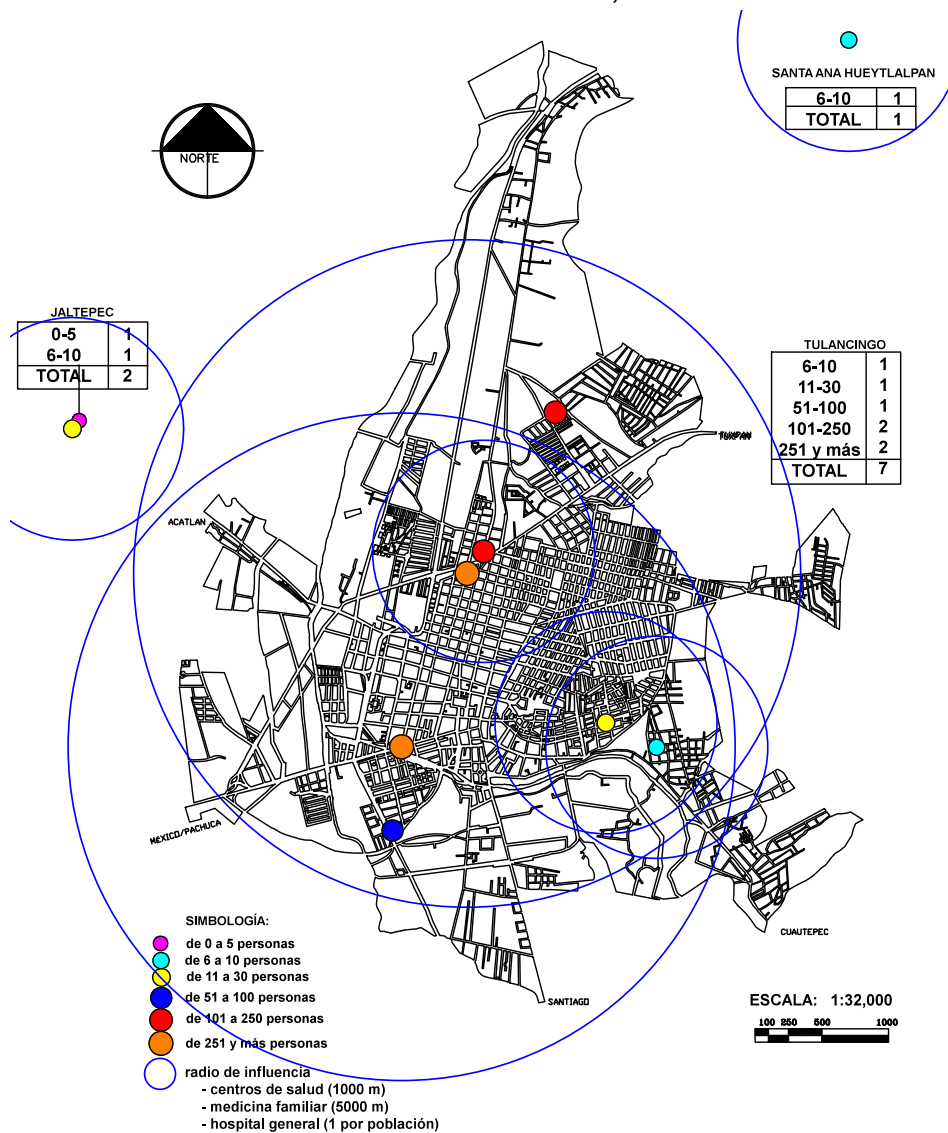 SANTA ANA HUEYTLALPAN
6-10 1
TOTAL 1
NORTE
JALTEPEC
0-5 1
6-10 1
TOTAL 2
TULANCINGO
6-10 1
11-30 1
51-100 1
101-250 2
251 y más 2
TOTAL 7
TUXPAN
ACATLAN
MEXICO/PACHUCA
CUAUTEPEC
SANTIAGO
SIMBOLOGÍA:
de 0 a 5 personas
de 6 a 10 personas
de 11 a 30 personas
de 51 a 100 personas
de 101 a 250 personas
de 251 y más personas
radio de influencia
- centros de salud (1000 m)
- medicina familiar (5000 m)
- hospital general (1 por población)
ESCALA: 1:32,000
100 250 500 1000